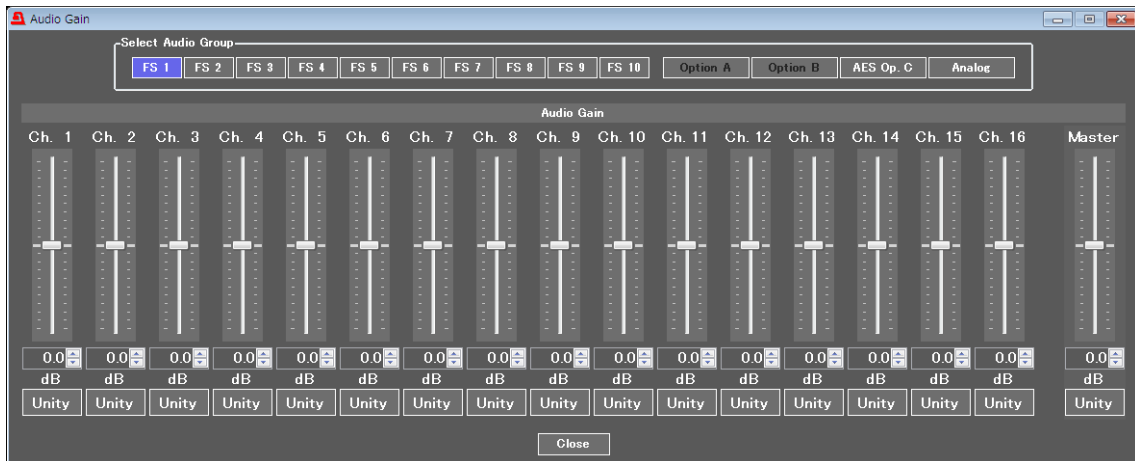 Audio Gain
Select Audio Group
FS 1 FS 2 FS 3 FS 4 FS 5 FS 6 FS 7 FS 8 FS 9 FS 10 Option A Option B AES Op. C Analog
Audio Gain
Ch. 1 Ch. 2 Ch. 3 Ch. 4 Ch. 5 Ch. 6 Ch. 7 Ch. 8 Ch. 9 Ch. 10 Ch. 11 Ch. 12 Ch. 13 Ch. 14 Ch. 15 Ch. 16 Master
0.0 0.0 0.0 0.0 0.0 0.0 0.0 0.0 0.0 0.0 0.0 0.0 0.0 0.0 0.0 0.0 0.0
dB dB dB dB dB dB dB dB dB dB dB dB dB dB dB dB dB
Unity Unity Unity Unity Unity Unity Unity Unity Unity Unity Unity Unity Unity Unity Unity Unity Unity
Close